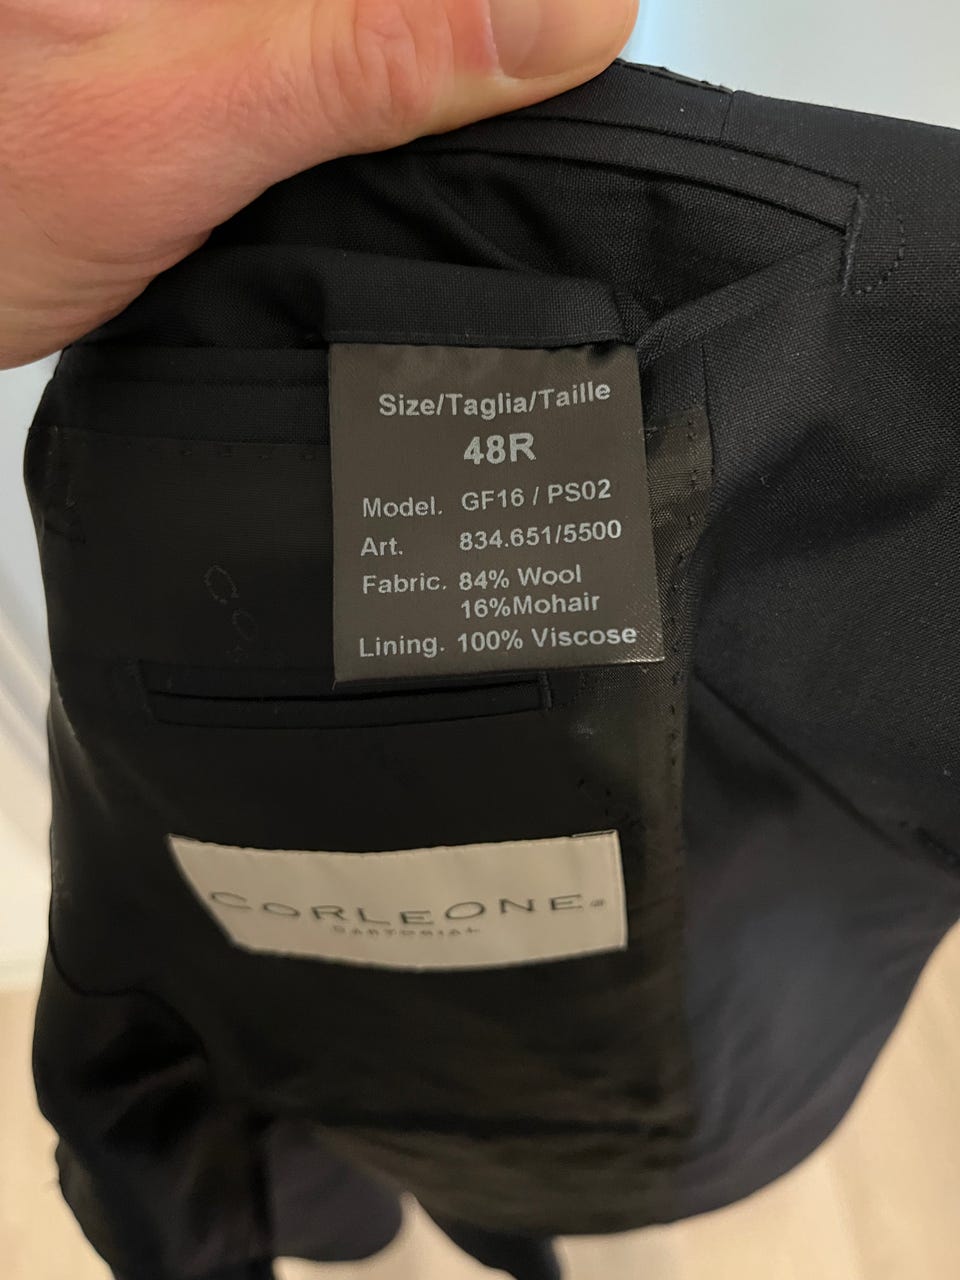 Size/Taglia/Taille
48R
Model. GF16 / PS02
Art. 834.651/5500
Fabric. 84% Wool
16%Mohair
Lining. 100% Viscose
CORLEONE
SARTORIAL